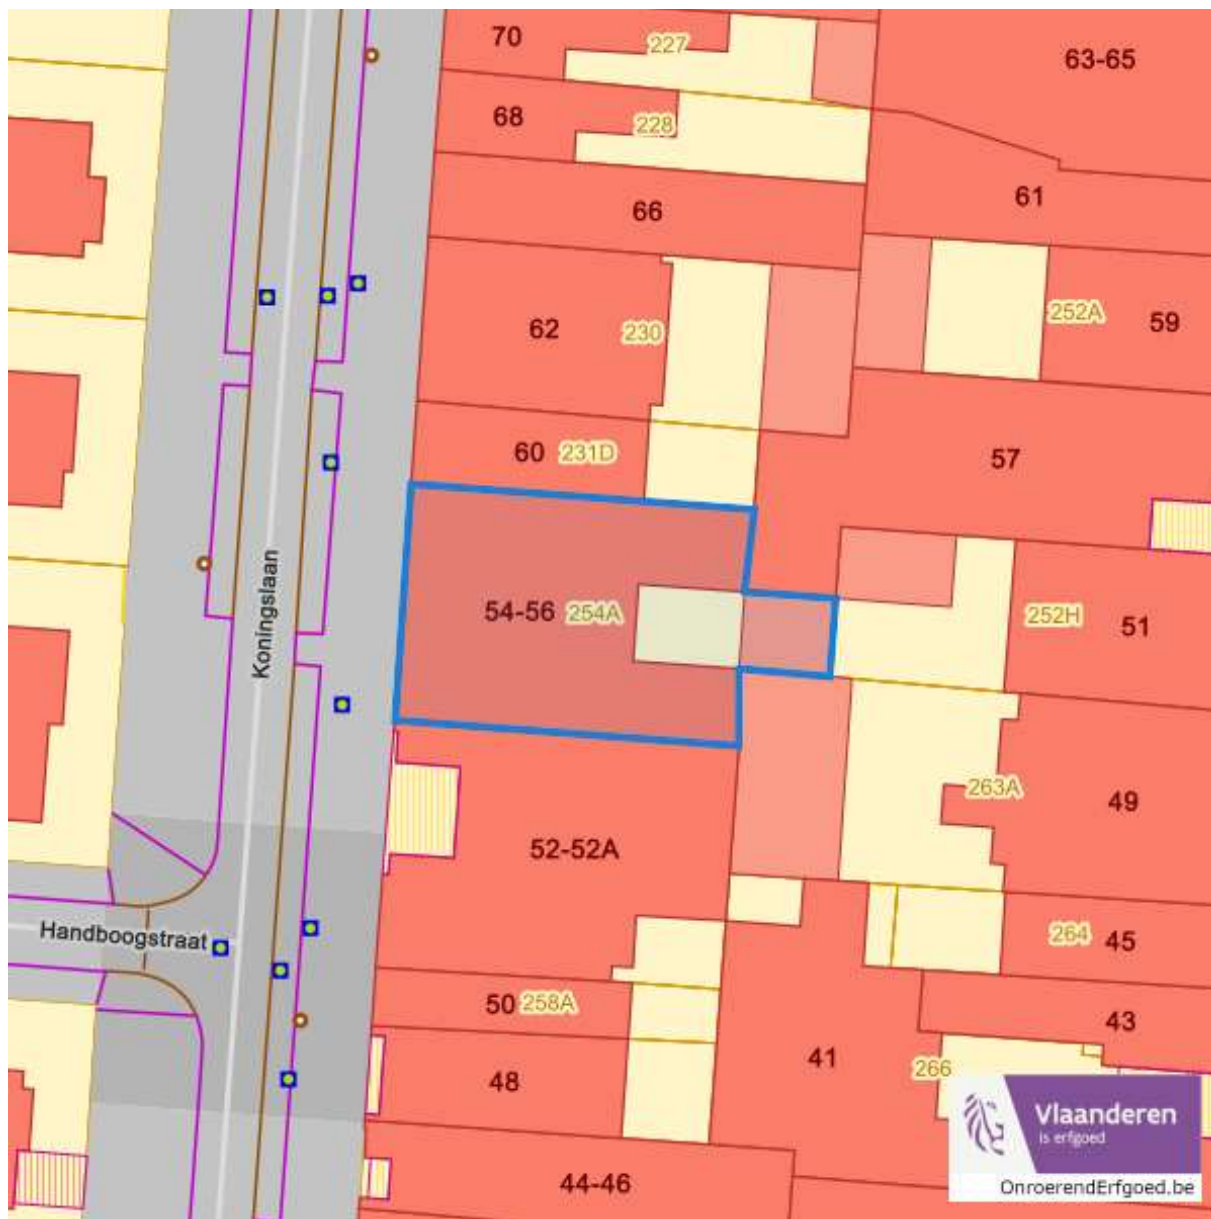 70
227
63-65
68
228
66
61
62
230
252A
59
60
231D
57
Koningslaan
54-56
254A
252H
51
263A
49
52-52A
Handboogstraat
264
45
50
258A
43
48
41
266
44-46
Vlaanderen
is erfgoed
OnroerendErfgoed.be